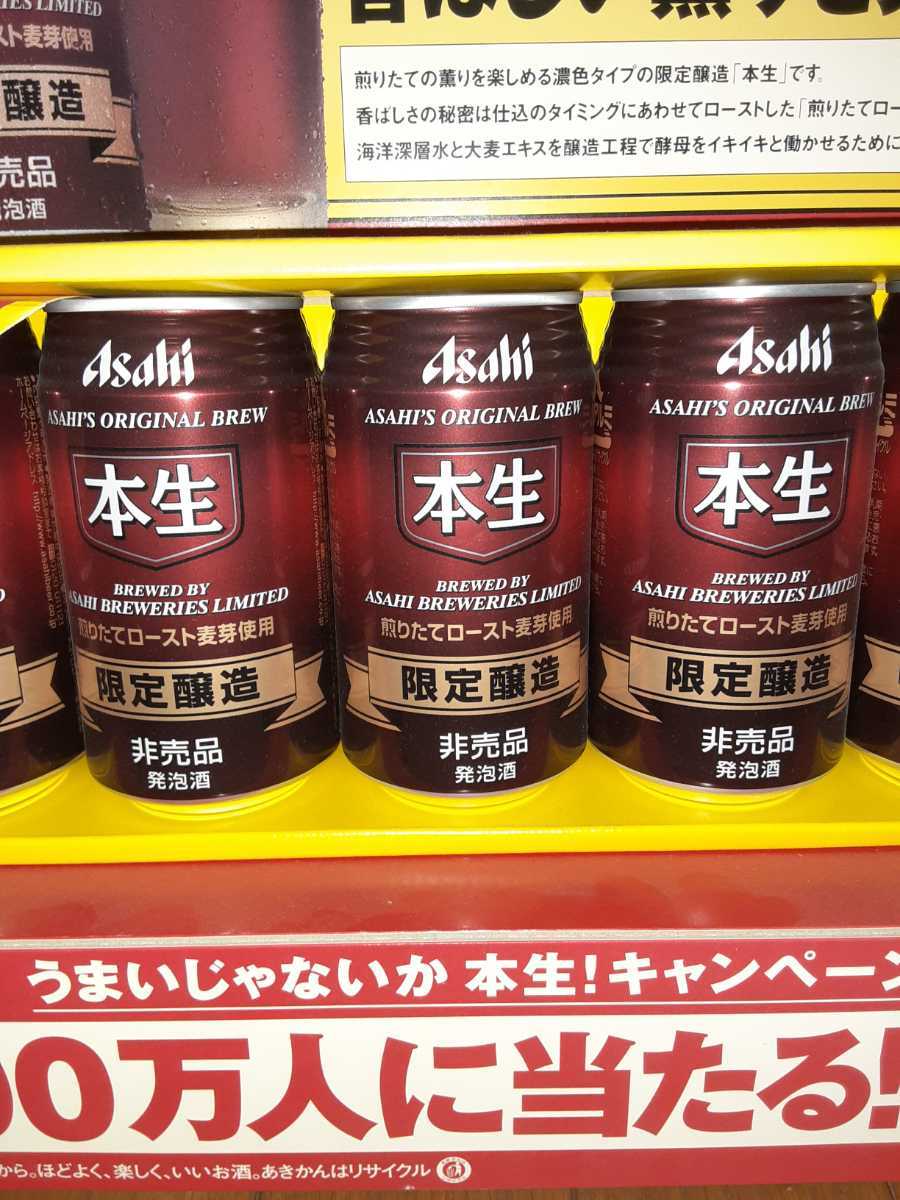 IES LIMITED
スト麦芽使用
醸造
売品
泡酒
香ばしい薫り
煎りたての薫りを楽しめる濃色タイプの限定醸造「本生」です。
香ばしさの秘密は仕込のタイミングにあわせてローストした「煎りたてロー
海洋深層水と大麦エキスを醸造工程で酵母をイキイキと働かせるために
Asahi
ASAHI'S ORIGINAL BREW
本生
BREWED BY
ASAHI BREWERIES LIMITED
煎りたてロースト麦芽使用
限定醸造
非売品
発泡酒
Asahi
ASAHI'S ORIGINAL BREW
本生
BREWED BY
ASAHI BREWERIES LIMITED
煎りたてロースト麦芽使用
限定醸造
非売品
発泡酒
Asahi
ASAHI'S ORIGINAL BREW
本生
BREWED BY
ASAHI BREWERIES LIMITED
煎りたてロースト麦芽使用
限定醸造
非売品
発泡酒
うまいじゃないか 本生!キャンペーン
00万人に当たる!
から。ほどよく、楽しく、いいお酒。あきかんはリサイクル